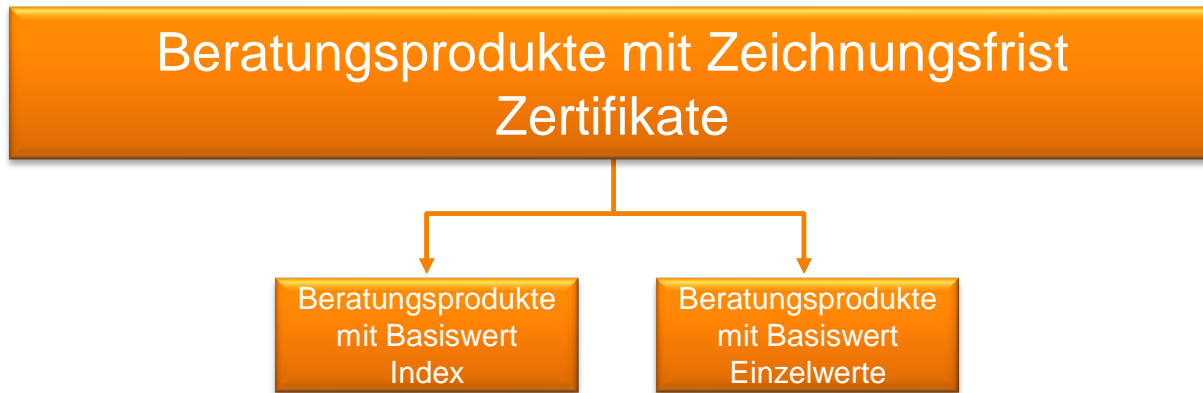 Beratungsprodukte mit Zeichnungsfrist
Zertifikate
Beratungsprodukte
mit Basiswert
Index
Beratungsprodukte
mit Basiswert
Einzelwerte